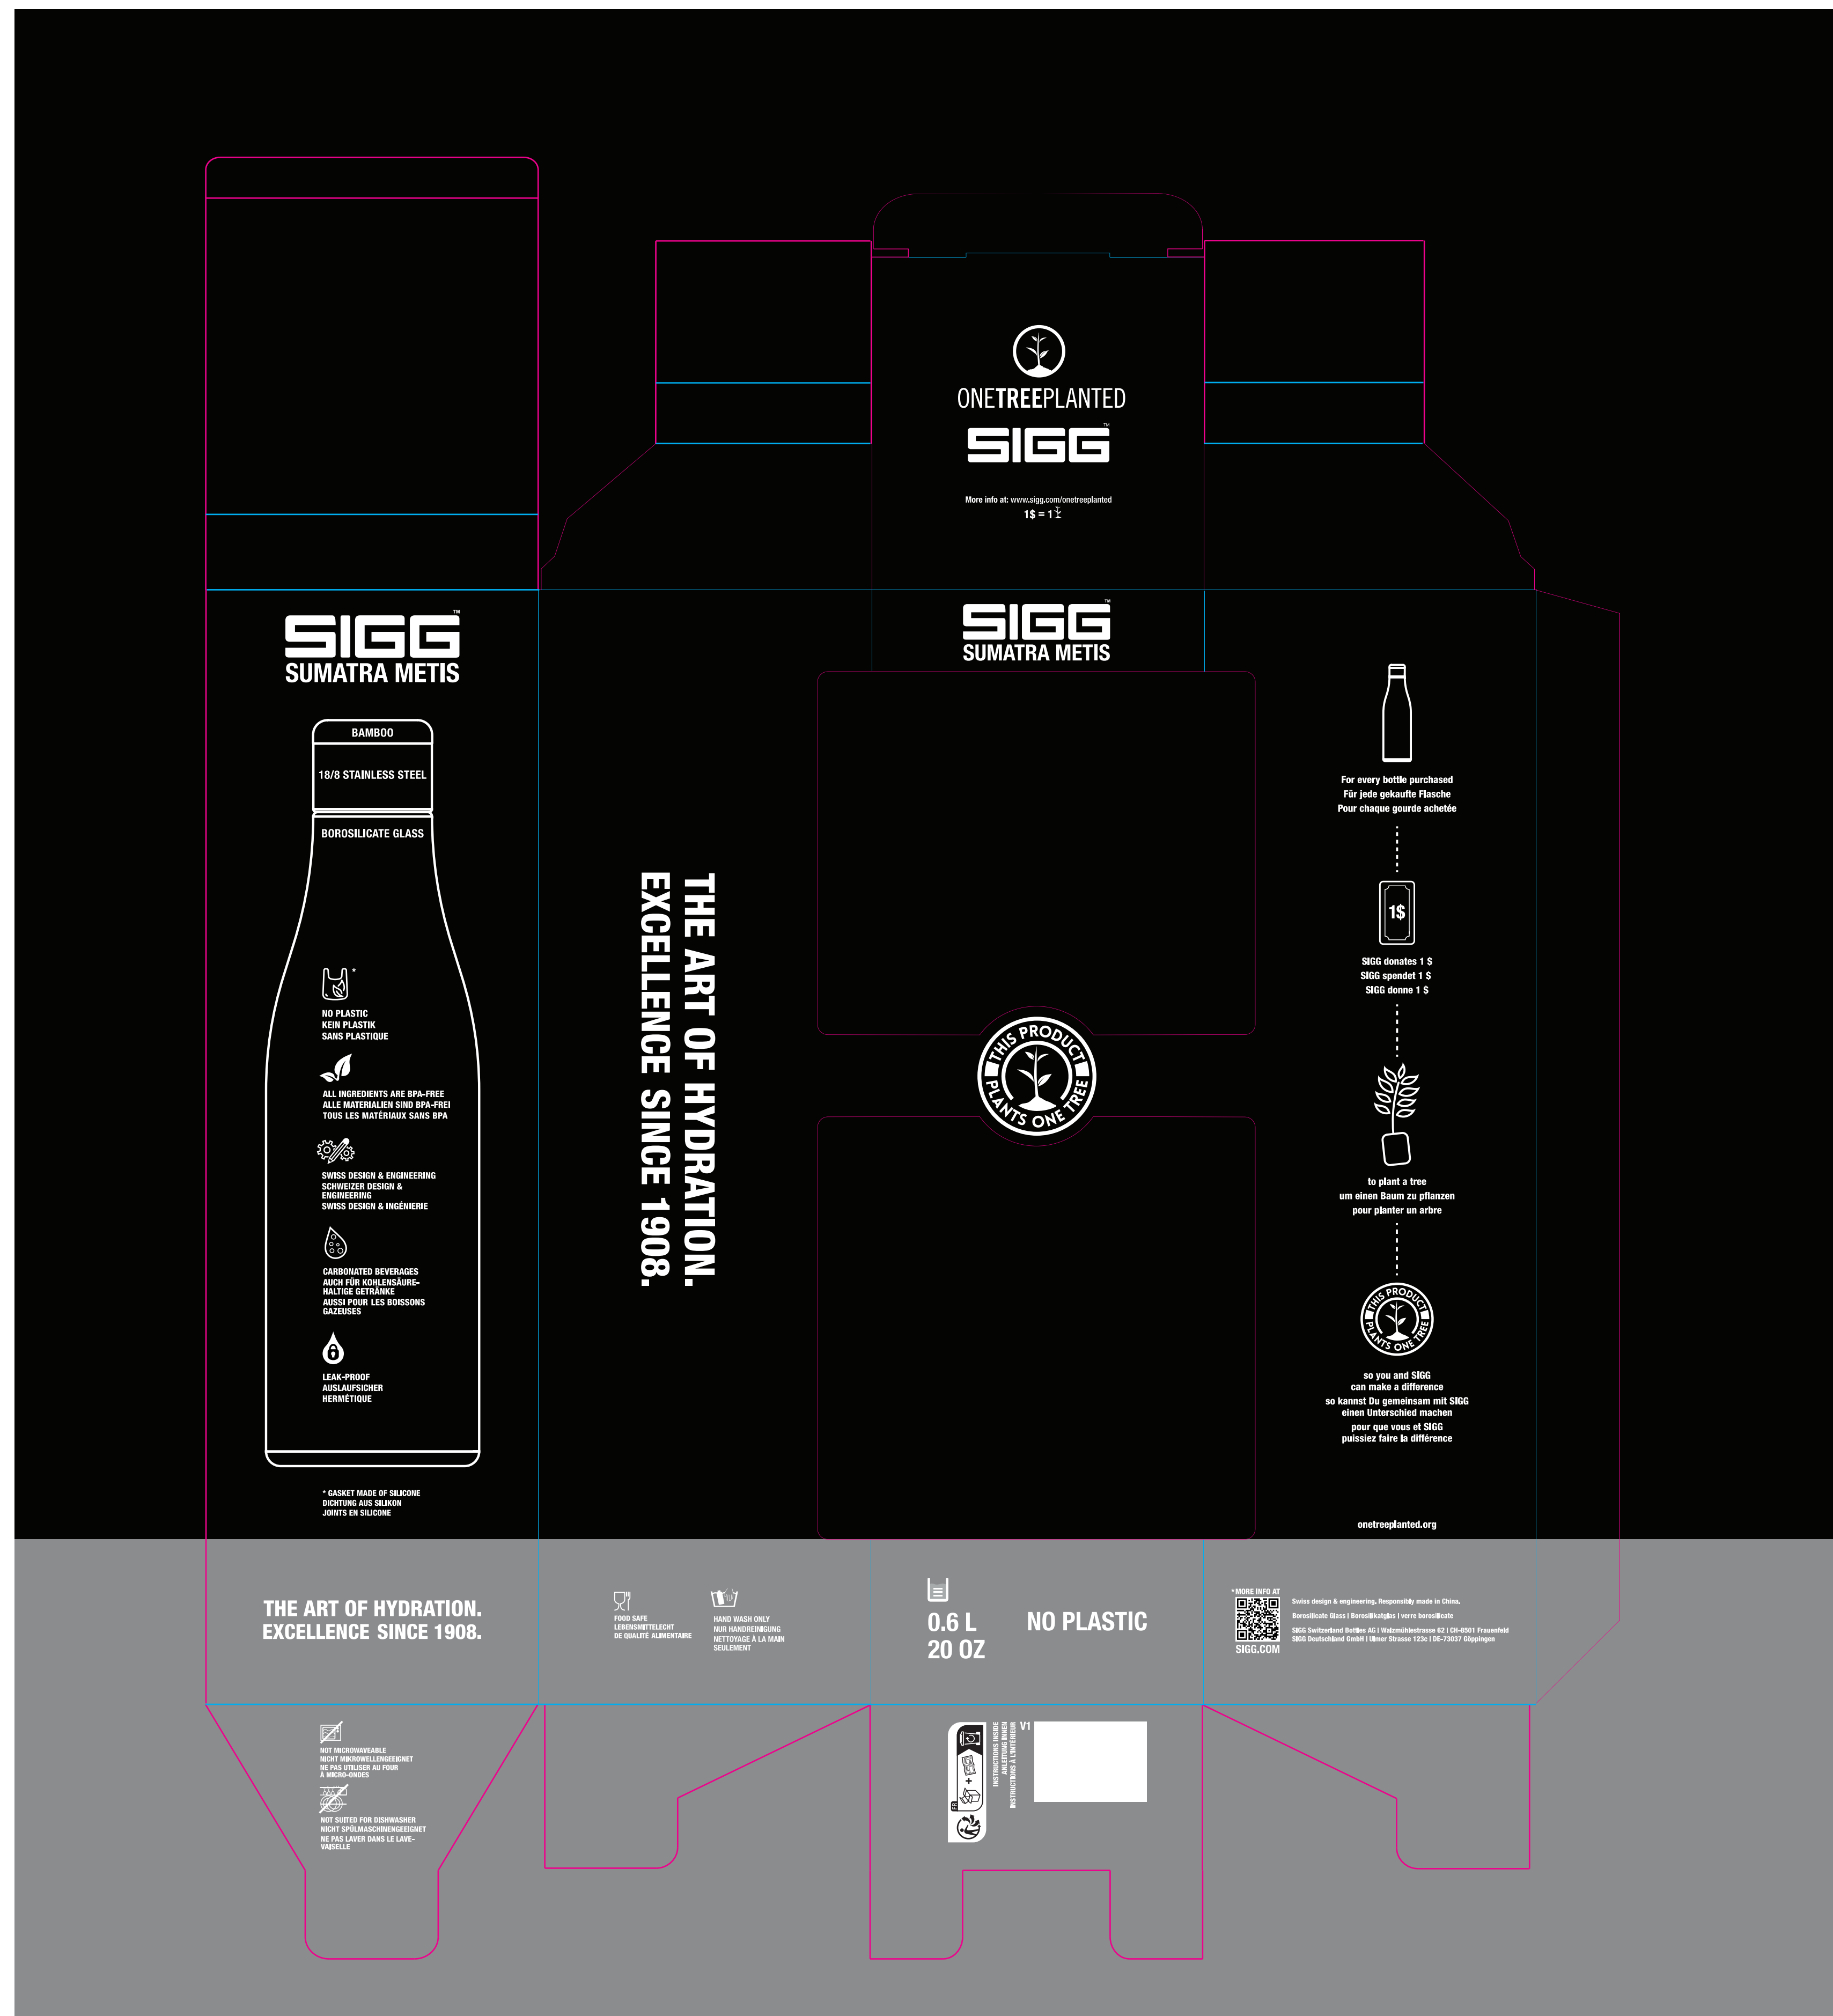 ONETREEPLANTED
SIGG™
More info at: www.sigg.com/onetreeplanted
1$ = 1
SIGG™
SUMATRA METIS
BAMBOO
18/8 STAINLESS STEEL
BOROSILICATE GLASS
*
NO PLASTIC
KEIN PLASTIK
SANS PLASTIQUE
ALL INGREDIENTS ARE BPA-FREE
ALLE MATERIALIEN SIND BPA-FREI
TOUS LES MATÉRIAUX SANS BPA
SWISS DESIGN & ENGINEERING
SCHWEIZER DESIGN &
ENGINEERING
SWISS DESIGN & INGÉNIERIE
CARBONATED BEVERAGES
AUCH FÜR KOHLENSÄURE-
HALTIGE GETRÄNKE
AUSSI POUR LES BOISSONS
GAZEUSES
LEAK-PROOF
AUSLAUFSICHER
HERMÉTIQUE
* GASKET MADE OF SILICONE
DICHTUNG AUS SILIKON
JOINTS EN SILICONE
THE ART OF HYDRATION.
EXCELLENCE SINCE 1908.
SIGG™
SUMATRA METIS
THIS PRODUCT
PLANTS ONE TREE
For every bottle purchased
Für jede gekaufte Flasche
Pour chaque gourde achetée
1$
SIGG donates 1 $
SIGG spendet 1 $
SIGG donne 1 $
to plant a tree
um einen Baum zu pflanzen
pour planter un arbre
THIS PRODUCT
PLANTS ONE TREE
so you and SIGG
can make a difference
so kannst Du gemeinsam mit SIGG
einen Unterschied machen
pour que vous et SIGG
puissiez faire la différence
onetreeplanted.org
THE ART OF HYDRATION.
EXCELLENCE SINCE 1908.
FOOD SAFE
LEBENSMITTELECHT
DE QUALITÉ ALIMENTAIRE
HAND WASH ONLY
NUR HANDREINIGUNG
NETTOYAGE À LA MAIN
SEULEMENT
0.6 L
20 OZ
NO PLASTIC
* MORE INFO AT
SIGG.COM
Swiss design & engineering. Responsibly made in China.
Borosilicate Glass I Borosilikatglas I verre borosilicate
SIGG Switzerland Bottles AG I Walzmühlestrasse 62 I CH-8501 Frauenfeld
SIGG Deutschland GmbH I Ulmer Strasse 123c I DE-73037 Göppingen
NOT MICROWAVEABLE
NICHT MIKROWELLENGEEIGNET
NE PAS UTILISER AU FOUR
À MICRO-ONDES
NOT SUITED FOR DISHWASHER
NICHT SPÜLMASCHINENGEEIGNET
NE PAS LAVER DANS LE LAVE-
VAISELLE
INSTRUCTIONS INSIDE
ANLEITUNG INNEN
INSTRUCTIONS À L'INTÉRIEUR
V1
+